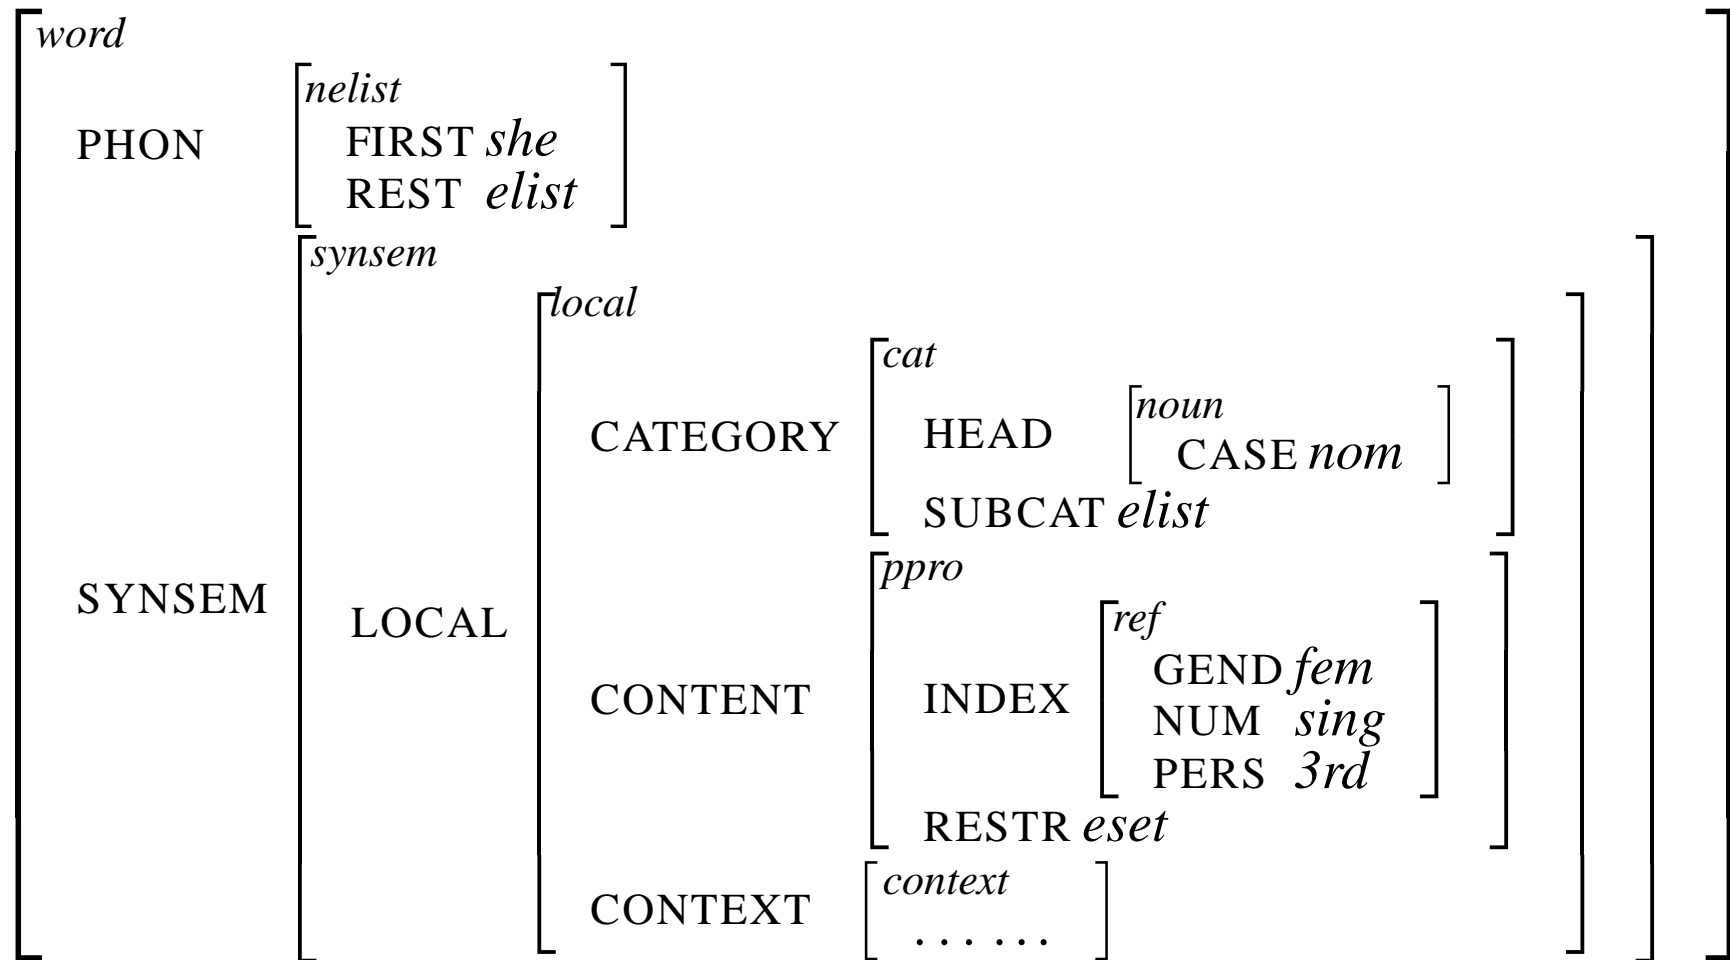 word
nelist
PHON FIRST she
REST elist
synsem
local
cat
HEAD noun
CATEGORY CASE nom
SUBCAT elist
ppro
SYNSEM LOCAL ref
GEND fem
CONTENT INDEX NUM sing
PERS 3rd
RESTR eset
context
CONTEXT ......